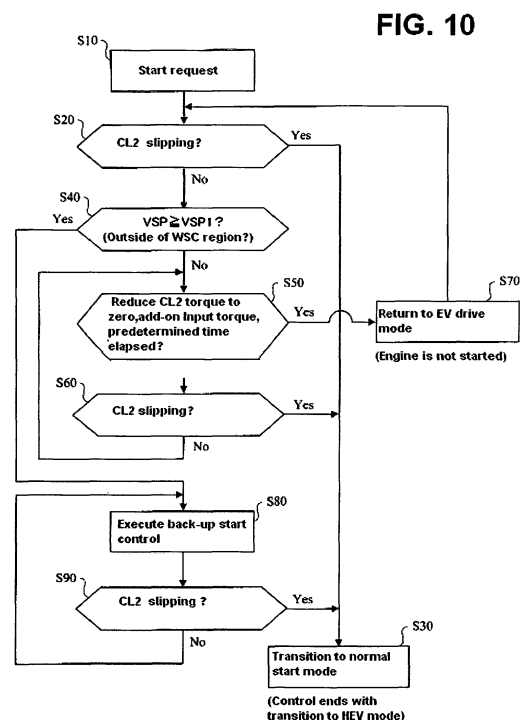 FIG. 10
S10
Start request
S20
CL2 slipping?
Yes
No
S40
Yes
VSP≧VSP1?
(Outside of WSC region?)
No
S50
Reduce CL2 torque to
zero,add-on Input torque,
predetermined time
elapsed?
Yes
S70
Return to EV drive
mode
(Engine is not started)
S60
CL2 slipping?
Yes
No
S80
Execute back-up start
control
S90
CL2 slipping ?
Yes
No
S30
Transition to normal
start mode
(Control ends with
transition to HEV mode)